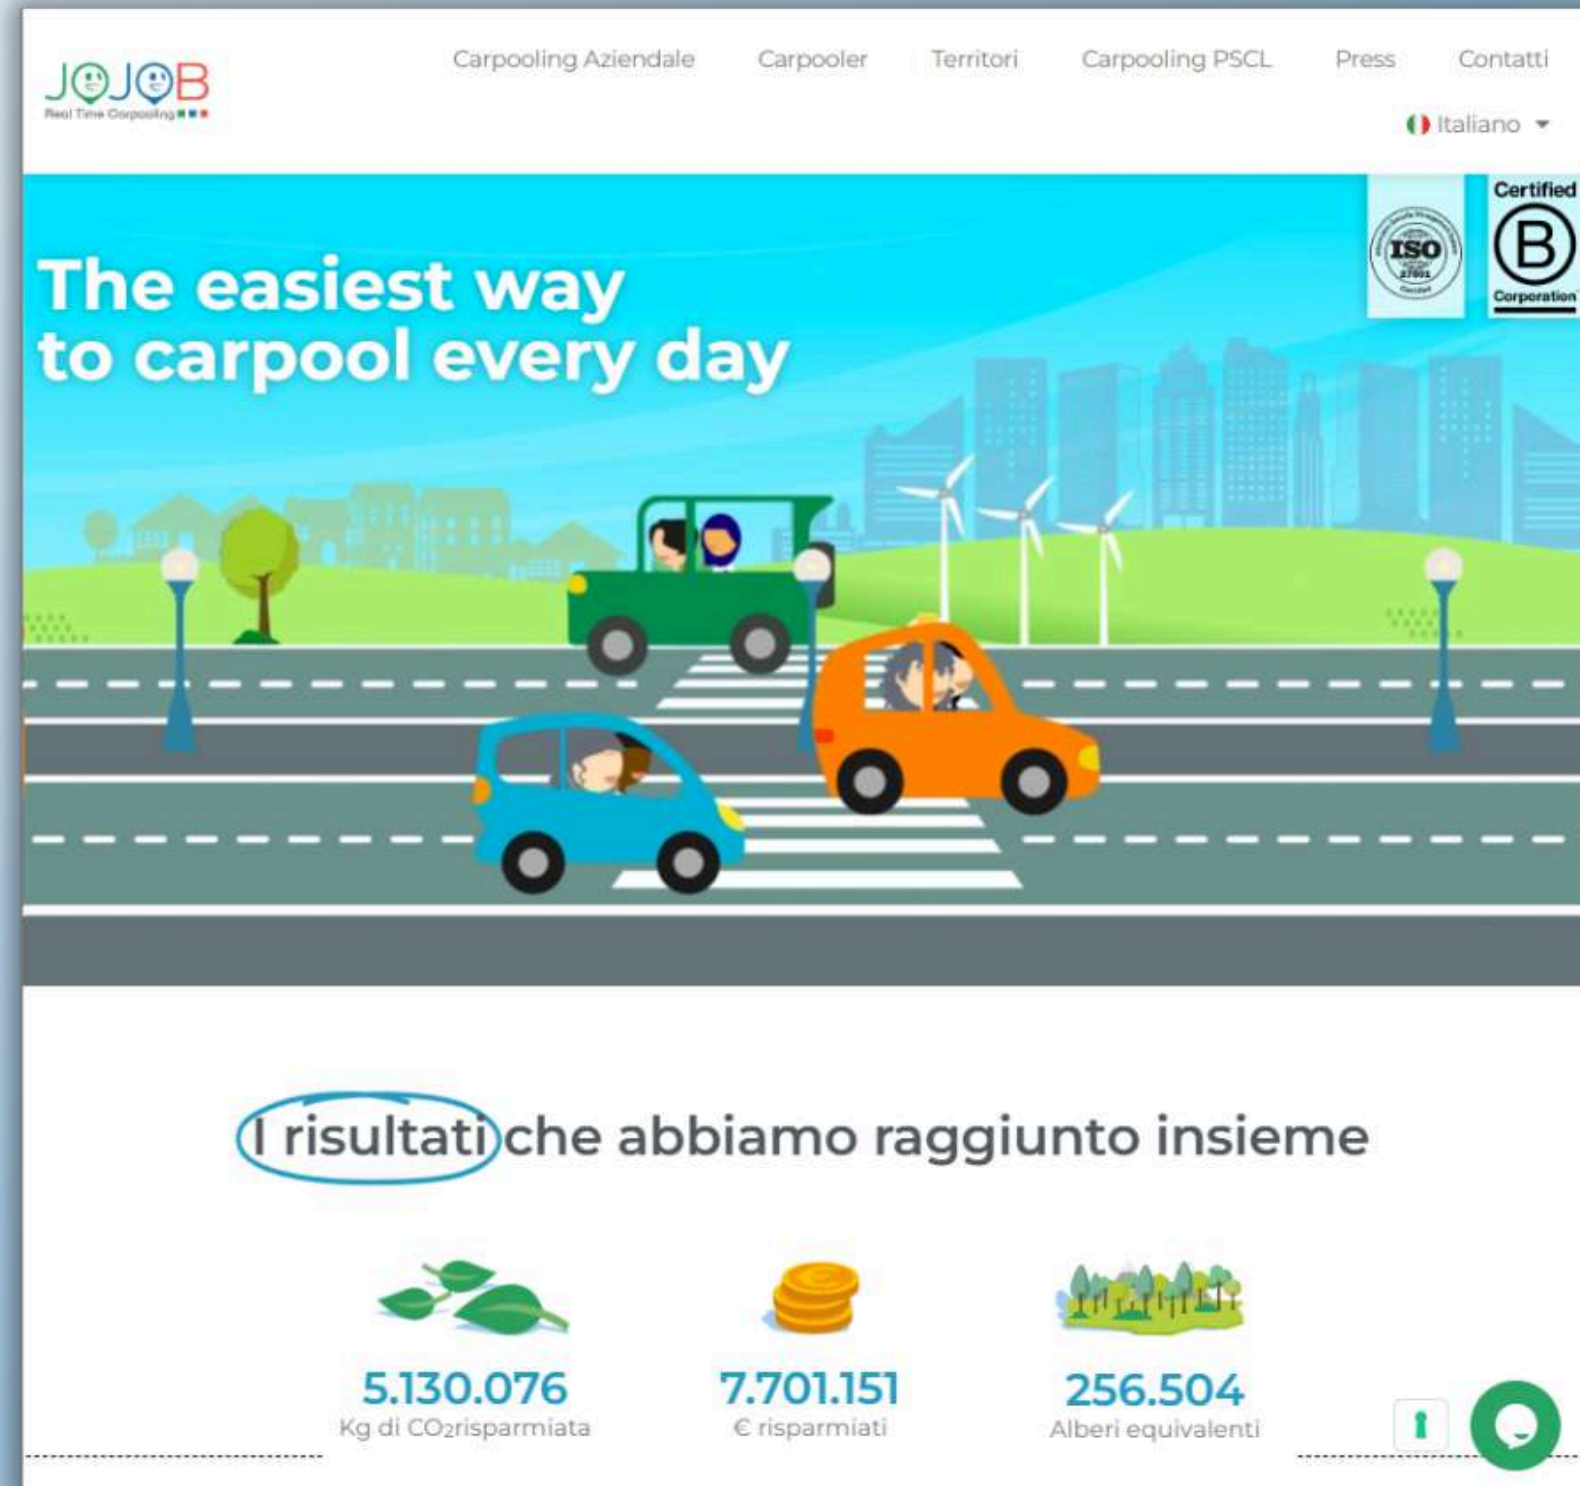 JOJOB
Real Time Carpooling
Carpooling Aziendale
Carpooler
Territori
Carpooling PSCL
Press
Contatti
Italiano
The easiest way
to carpool every day
ISO
27001
Certified
Certified
B
Corporation
I risultati che abbiamo raggiunto insieme
5.130.076
Kg di CO2risparmiata
7.701.151
€ risparmiati
256.504
Alberi equivalenti